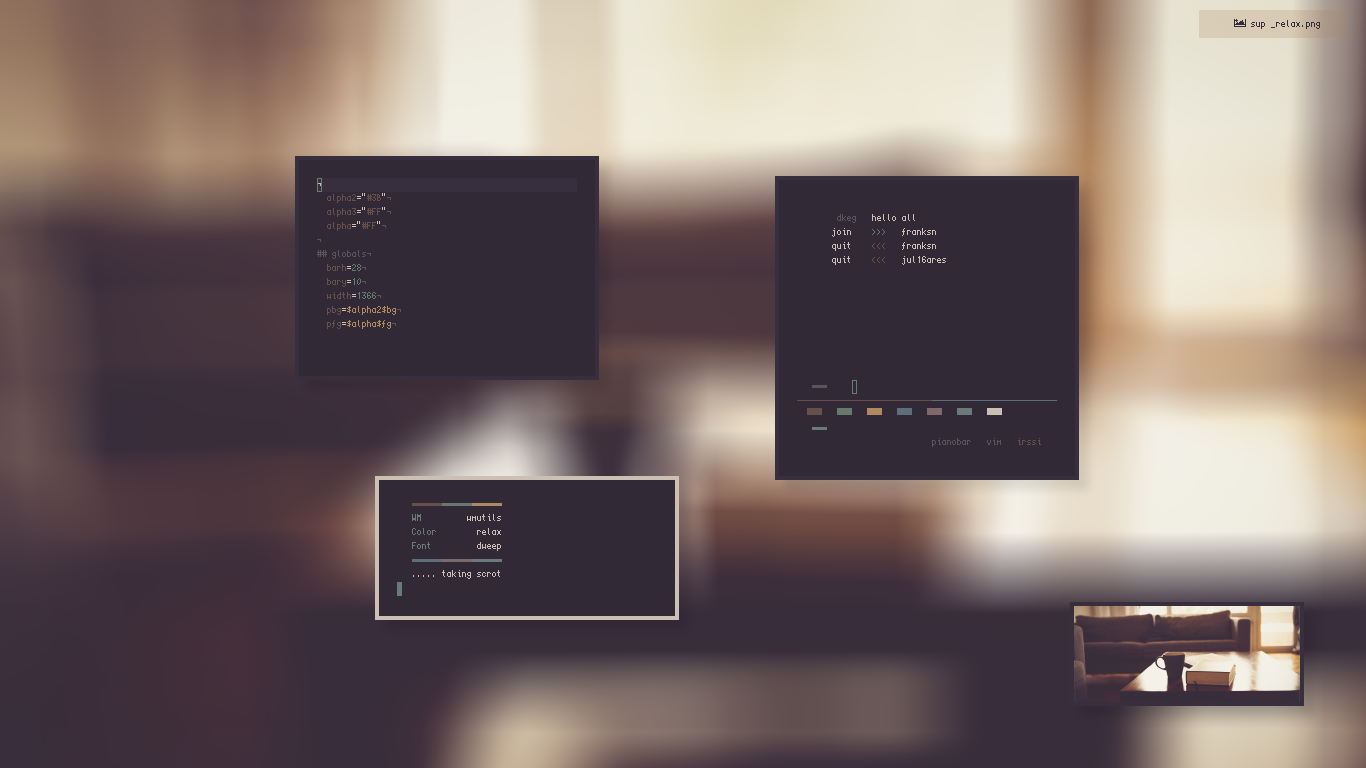 sup _relax.png
alpha2="#3b"¬
alpha3="#FF"¬
alpha="#FF"¬
¬
## globals¬
barh=28¬
bary=10¬
width=1366¬
pbg=$alpha2$bg¬
pfg=$alpha$fg¬
dkeg hello all
join >>> franksn
quit <<< franksn
quit <<< jul16ares
pianobar vim irssi
WM wmutils
Color relax
Font dweep
..... taking scrot